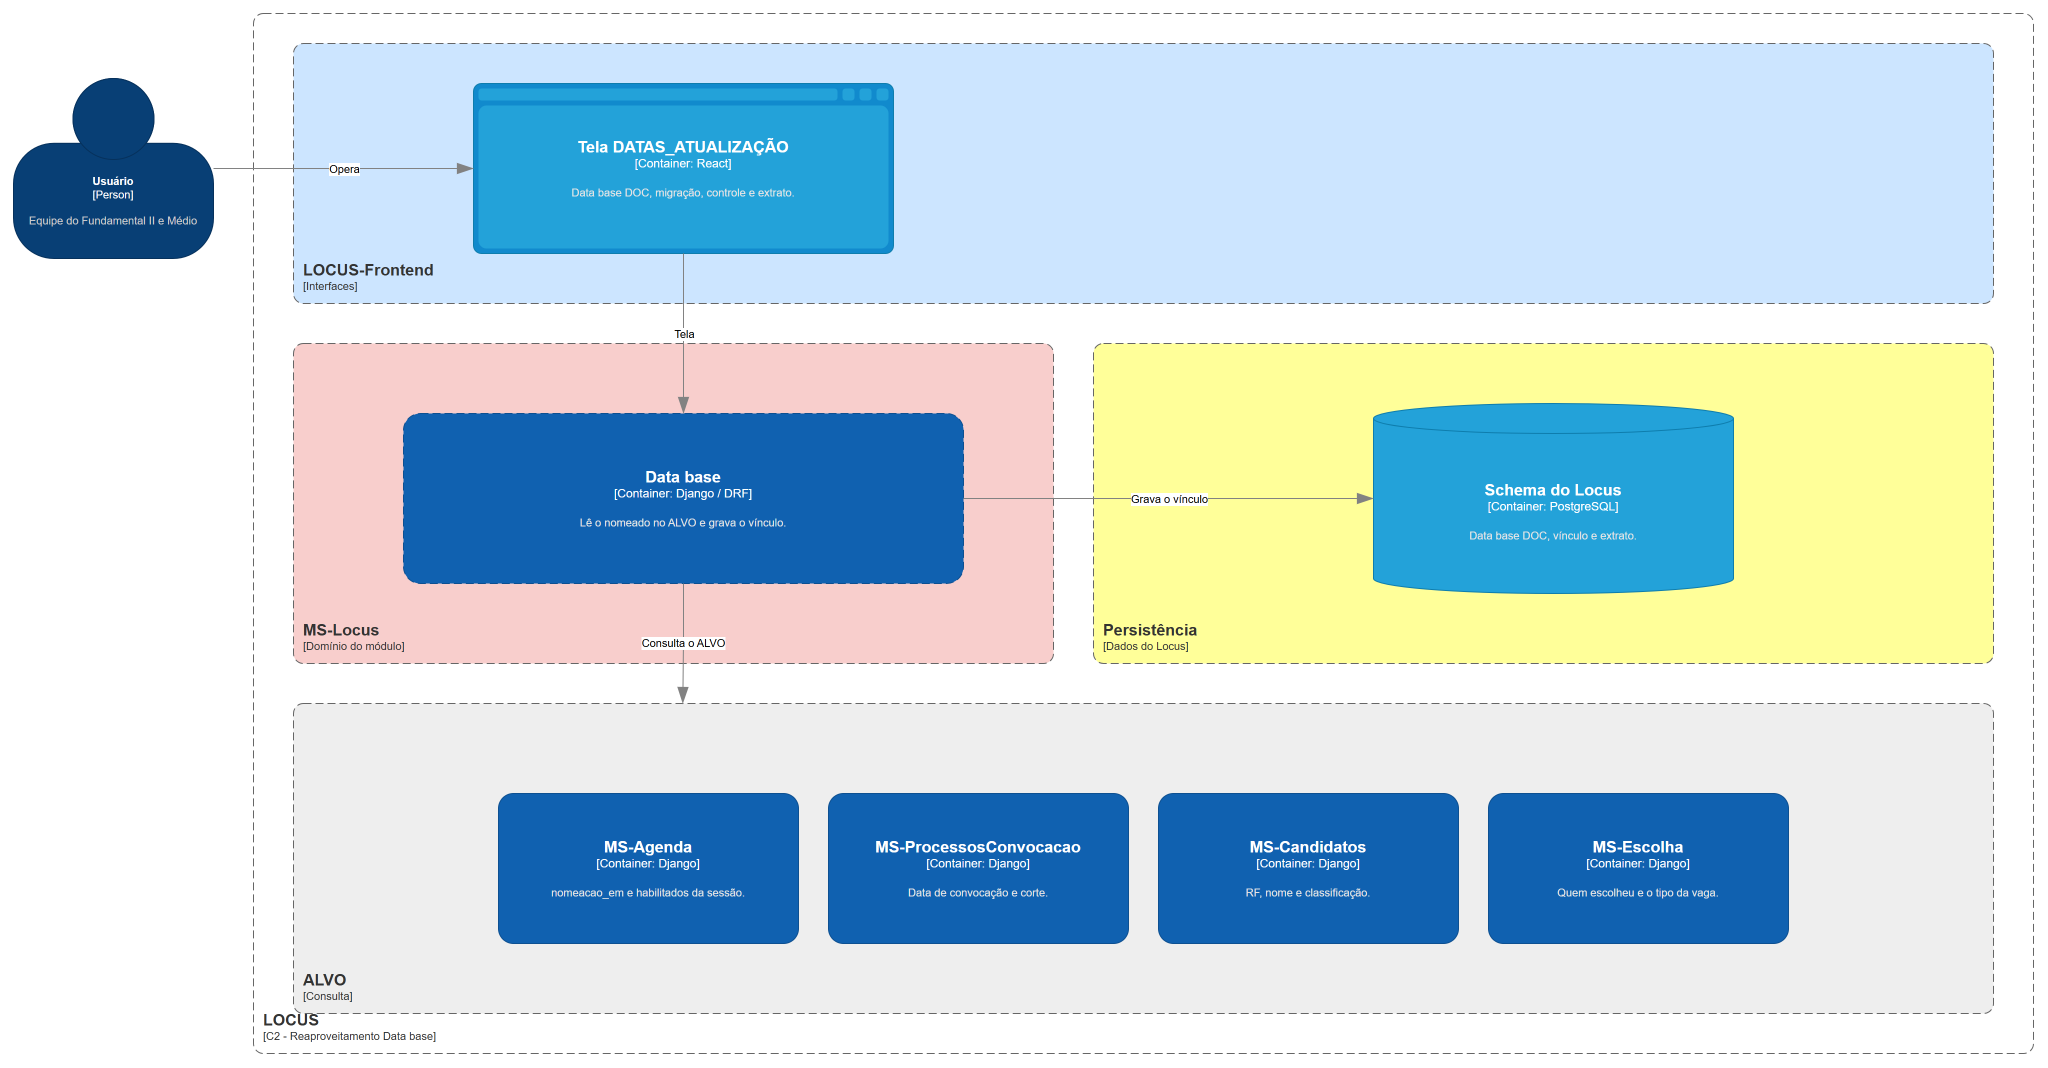 Usuário
[Person]
Equipe do Fundamental II e Médio
Opera
Tela DATAS_ATUALIZAÇÃO
[Container: React]
Data base DOC, migração, controle e extrato.
LOCUS-Frontend
[Interfaces]
Tela
Data base
[Container: Django / DRF]
Lê o nomeado no ALVO e grava o vínculo.
Grava o vínculo
Schema do Locus
[Container: PostgreSQL]
Data base DOC, vínculo e extrato.
MS-Locus
[Domínio do módulo]
Consulta o ALVO
Persistência
[Dados do Locus]
MS-Agenda
[Container: Django]
nomeacao_em e habilitados da sessão.
MS-ProcessosConvocacao
[Container: Django]
Data de convocação e corte.
MS-Candidatos
[Container: Django]
RF, nome e classificação.
MS-Escolha
[Container: Django]
Quem escolheu e o tipo da vaga.
ALVO
[Consulta]
LOCUS
[C2 - Reaproveitamento Data base]